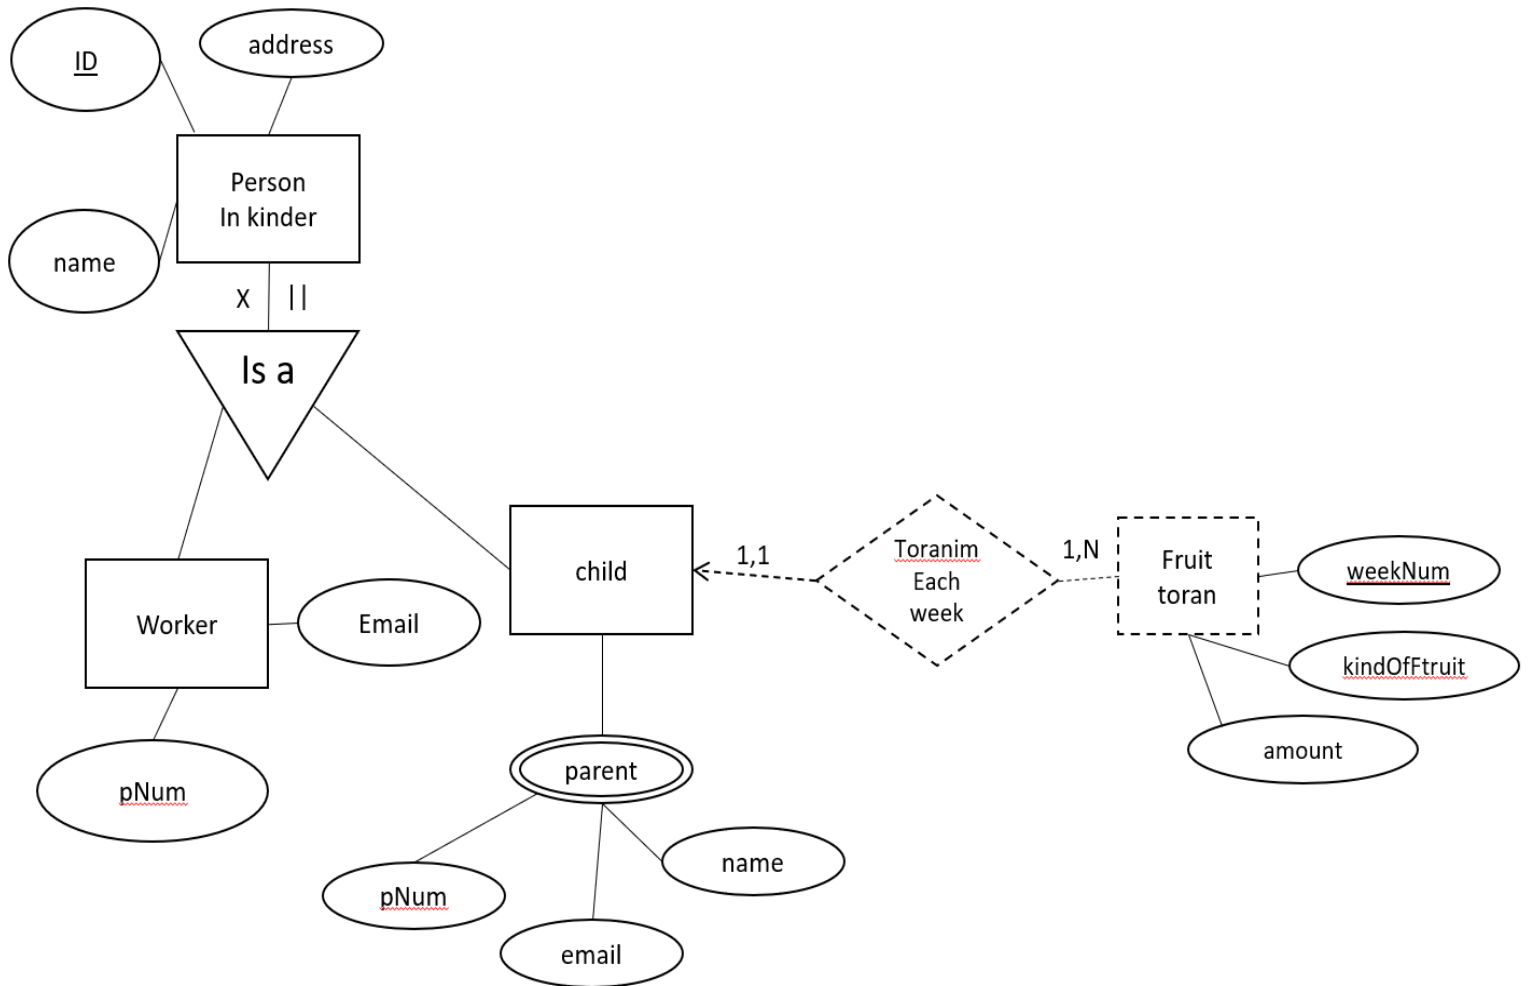 ID
address
Person
In kinder
name
X ||
Is a
child
1,1
Toranim
Each
week
1,N
Fruit
toran
weekNum
kindOfFtruit
amount
Worker
Email
pNum
parent
pNum
email
name